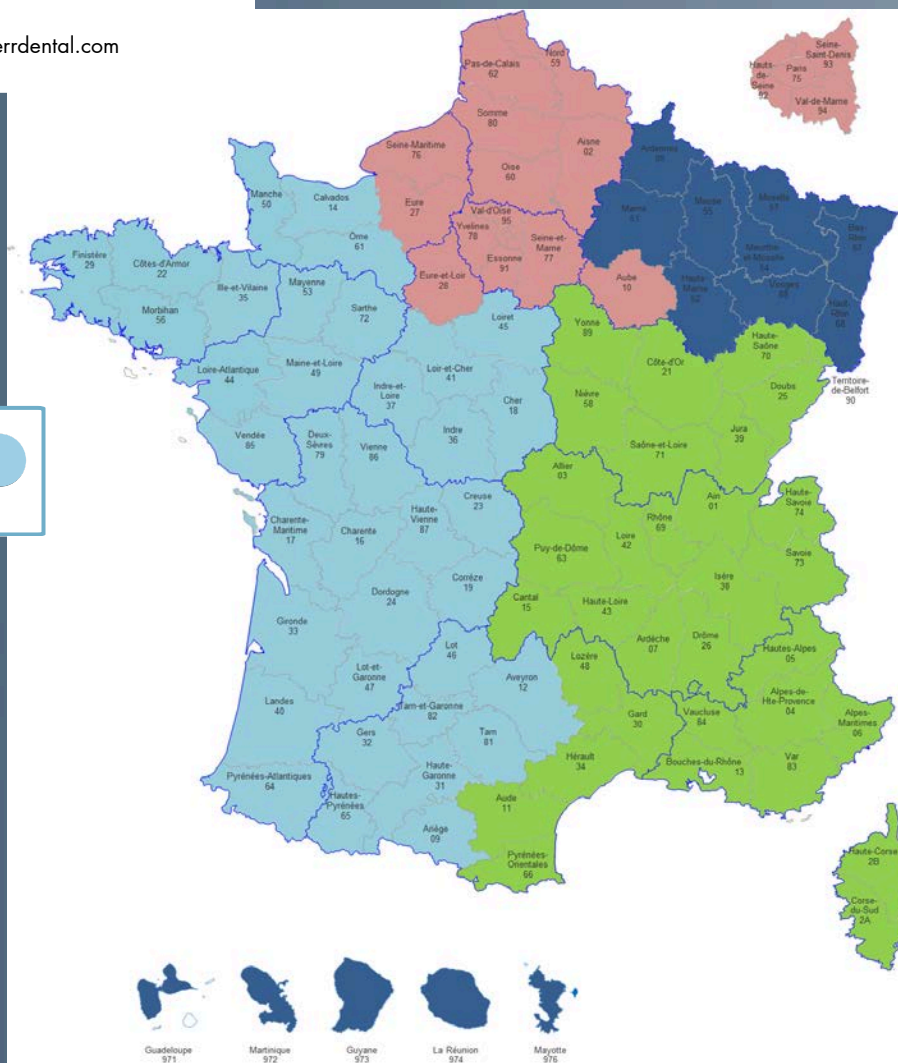 errdental.com
Nord
59
Pas-de-Calais
62
Somme
80
Aisne
02
Oise
60
Seine-Maritime
76
Eure
27
Val-d'Oise
95
Yvelines
78
Essonne
91
Seine-et-
Marne
77
Eure-et-Loir
28
Aube
10
Hauts-
de-
Seine
92
Paris
75
Seine-
Saint-Denis
93
Val-de-Marne
94
Ardennes
08
Marne
51
Meuse
55
Moselle
57
Bas-
Rhin
67
Meurthe-
et-Moselle
54
Vosges
88
Haute-
Marne
52
Haut-
Rhin
68
Manche
50
Calvados
14
Orne
61
Finistère
29
Côtes-d'Armor
22
Morbihan
56
Ille-et-Vilaine
35
Mayenne
53
Sarthe
72
Loire-Atlantique
44
Maine-et-Loire
49
Vendée
85
Loiret
45
Loir-et-Cher
41
Indre-et-
Loire
37
Cher
18
Indre
36
Deux-
Sèvres
79
Vienne
86
Charente-
Maritime
17
Charente
16
Haute-
Vienne
87
Creuse
23
Corrèze
19
Dordogne
24
Gironde
33
Landes
40
Lot-et-
Garonne
47
Pyrénées-Atlantiques
64
Lot
46
Aveyron
12
Tarn-et-Garonne
82
Tarn
81
Gers
32
Haute-
Garonne
31
Hautes-
Pyrénées
65
Ariège
09
Yonne
89
Côte-d'Or
21
Haute-
Saône
70
Doubs
25
Territoire-
de-Belfort
90
Nièvre
58
Jura
39
Saône-et-Loire
71
Allier
03
Puy-de-Dôme
63
Cantal
15
Haute-Loire
43
Loire
42
Rhône
69
Ain
01
Haute-
Savoie
74
Savoie
73
Isère
38
Ardèche
07
Drôme
26
Hautes-Alpes
05
Alpes-de-
Hte-Provence
04
Alpes-
Maritimes
06
Vaucluse
84
Bouches-du-Rhône
13
Var
83
Lozère
48
Gard
30
Hérault
34
Aude
11
Pyrénées-
Orientales
66
Haute-Corse
2B
Corse-
du-Sud
2A
Guadeloupe
971
Martinique
972
Guyane
973
La Réunion
974
Mayotte
976